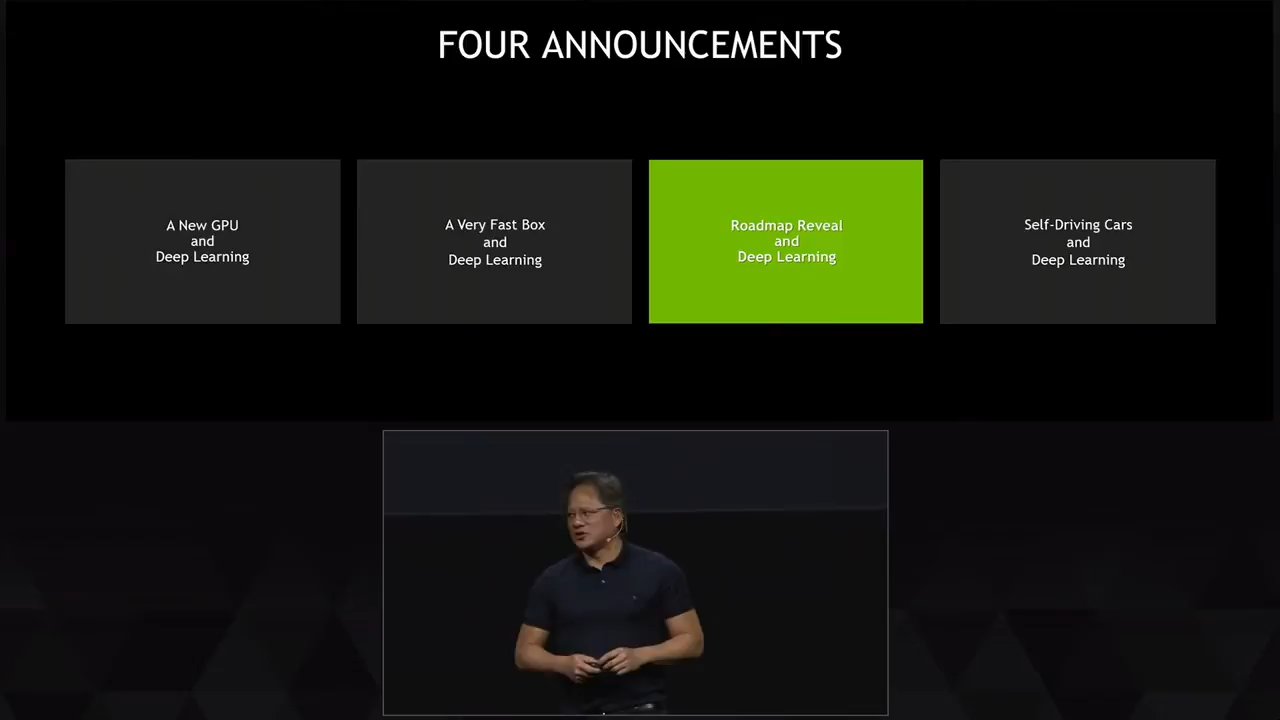 FOUR ANNOUNCEMENTS
A New GPU
and
Deep Learning
A Very Fast Box
and
Deep Learning
Roadmap Reveal
and
Deep Learning
Self-Driving Cars
and
Deep Learning